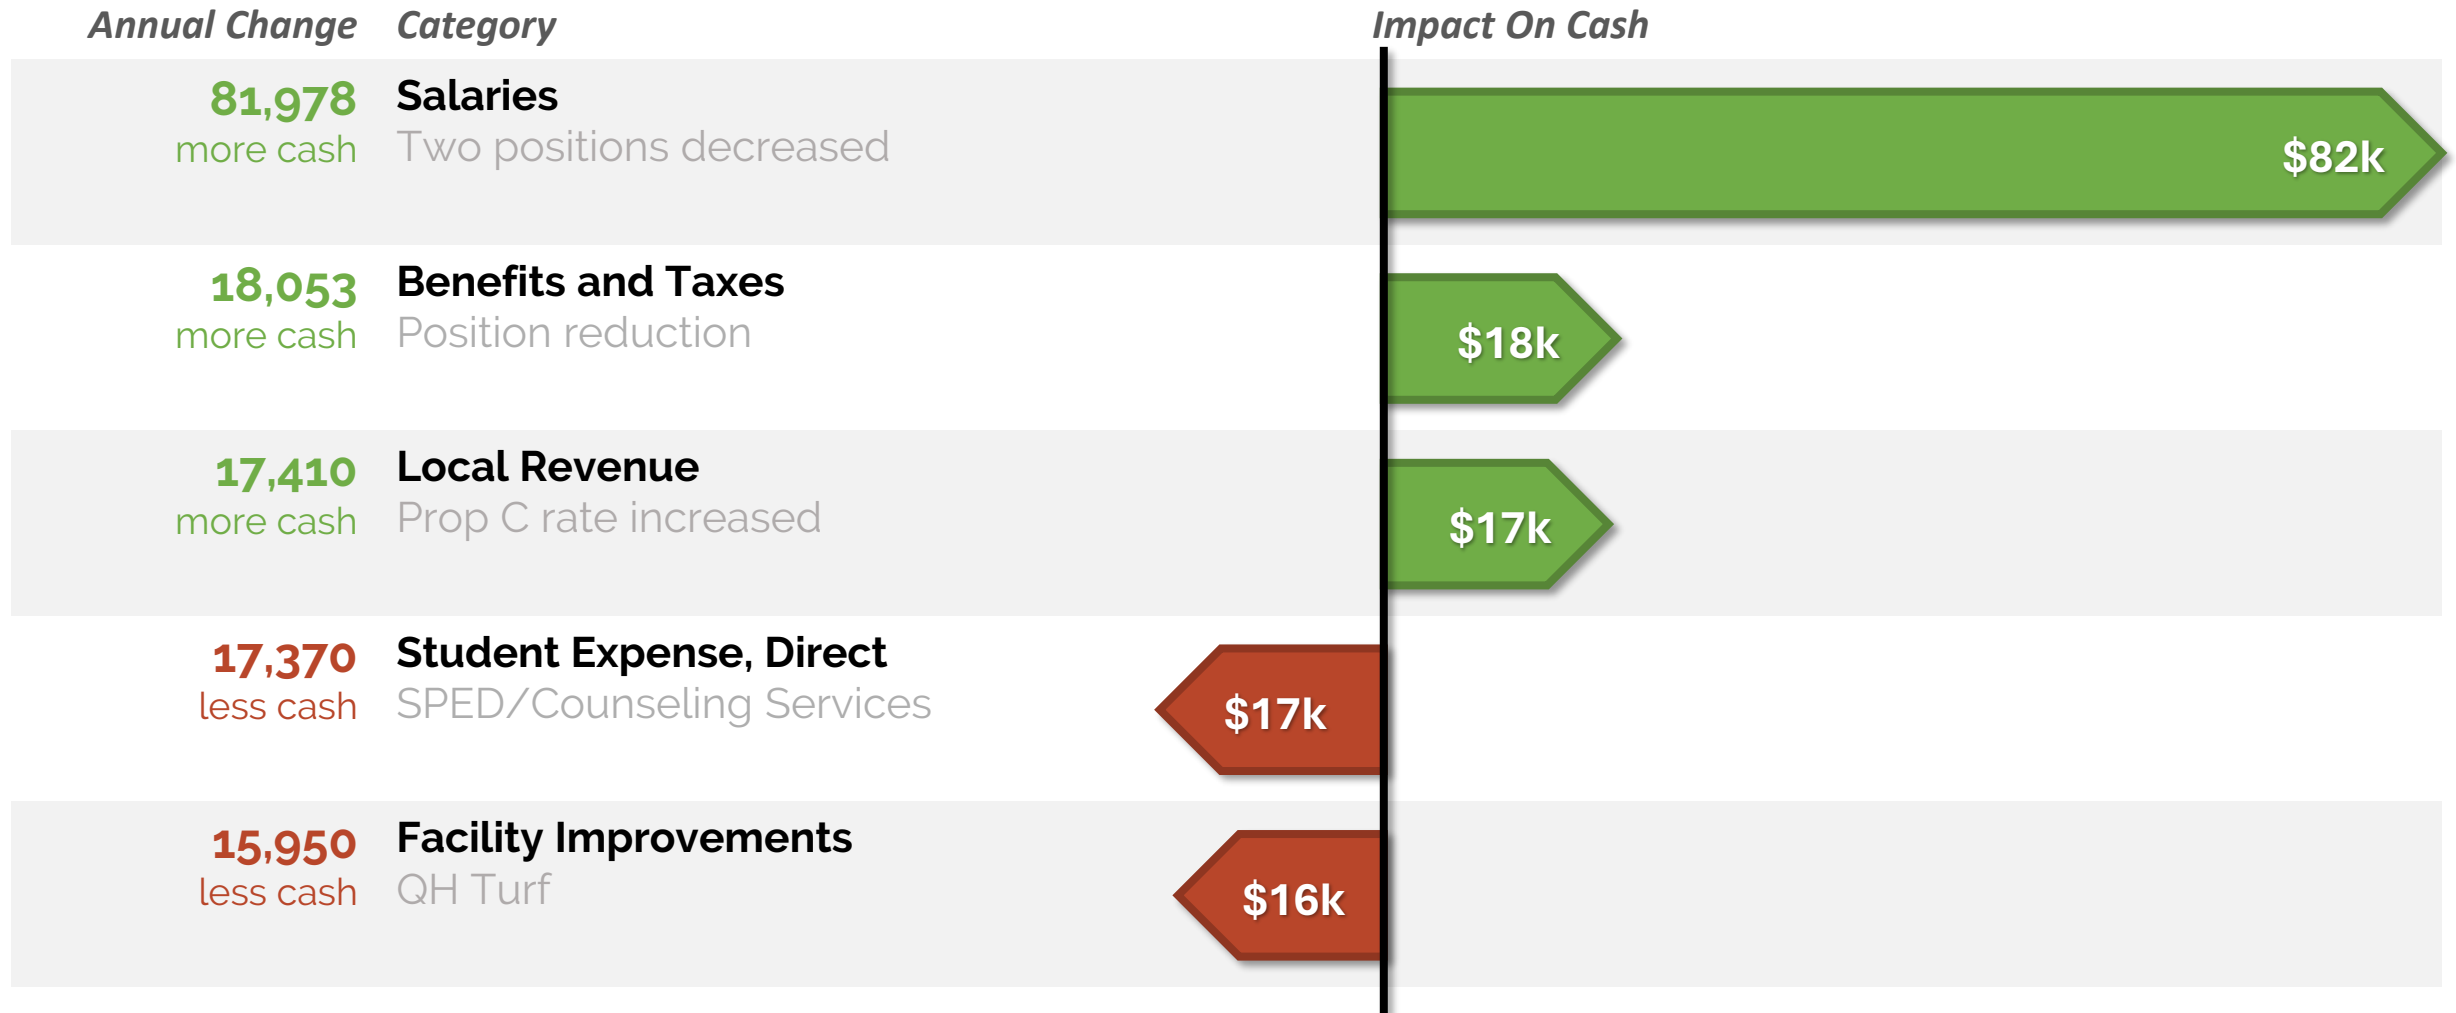 Annual Change Category Impact On Cash
81,978 Salaries
more cash Two positions decreased
$82k
18,053 Benefits and Taxes
more cash Position reduction
$18k
17,410 Local Revenue
more cash Prop C rate increased
$17k
17,370 Student Expense, Direct
less cash SPED/Counseling Services
$17k
15,950 Facility Improvements
less cash QH Turf
$16k